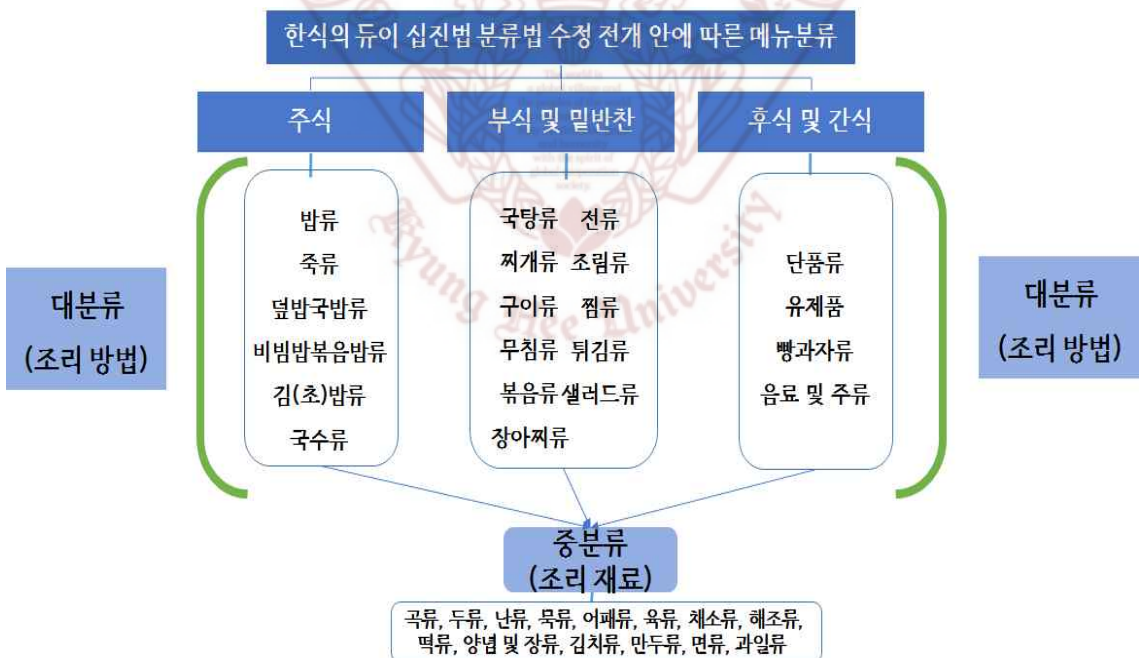 한식의 듀이 십진법 분류법 수정 전개 안에 따른 메뉴분류
주식
부식 및 밑반찬
후식 및 간식
대분류
(조리 방법)
밥류
죽류
덮밥국밥류
비빔밥볶음밥류
김(초)밥류
국수류
국탕류 전류
찌개류 조림류
구이류 찜류
무침류 튀김류
볶음류 샐러드류
장아찌류
단품류
유제품
빵과자류
음료 및 주류
대분류
(조리 방법)
중분류
(조리 재료)
곡류, 두류, 난류, 묵류, 어패류, 육류, 채소류, 해조류,
떡류, 양념 및 장류, 김치류, 만두류, 면류, 과일류
Kyung Hee University